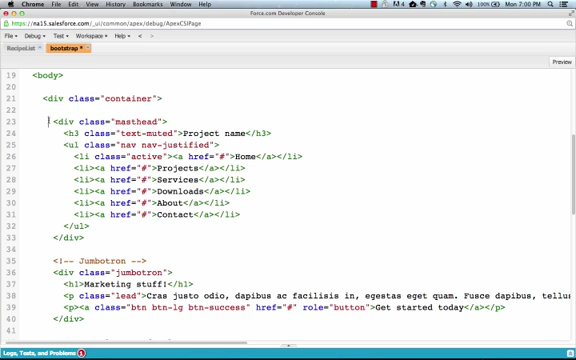 Chrome File Edit View History Bookmarks Window Help
100% Mon 7:00 PM
Force.com Developer Console
https://na15.salesforce.com/_ui/common/apex/debug/ApexCSIPage
File Debug Test Workspace Help < >
RecipeList bootstrap
Preview
19 <body>
20
21 <div class="container">
22
23 <div class="masthead">
24 <h3 class="text-muted">Project name</h3>
25 <ul class="nav nav-justified">
26 <li class="active"><a href="#">Home</a></li>
27 <li><a href="#">Projects</a></li>
28 <li><a href="#">Services</a></li>
29 <li><a href="#">Downloads</a></li>
30 <li><a href="#">About</a></li>
31 <li><a href="#">Contact</a></li>
32 </ul>
33 </div>
34
35 <!-- Jumbotron -->
36 <div class="jumbotron">
37 <h1>Marketing stuff!</h1>
38 <p class="lead">Cras justo odio, dapibus ac facilisis in, egestas eget quam. Fusce dapibus, tellu
39 <p><a class="btn btn-lg btn-success" href="#" role="button">Get started today</a></p>
40 </div>
41
Logs, Tests, and Problems